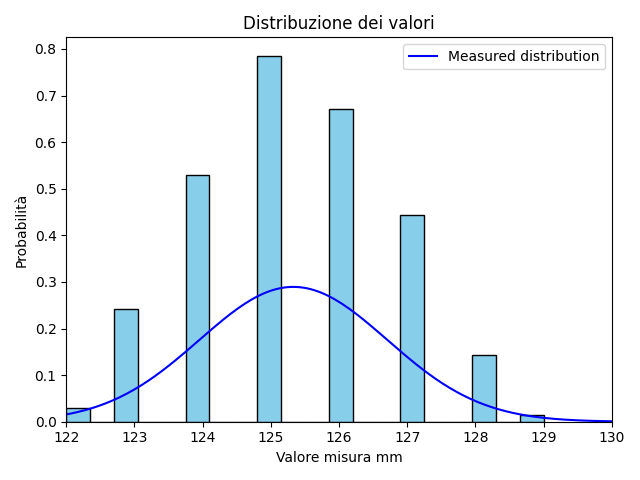 Distribuzione dei valori
Measured distribution
Probabilità
0.8
0.7
0.6
0.5
0.4
0.3
0.2
0.1
0.0
122 123 124 125 126 127 128 129 130
Valore misura mm